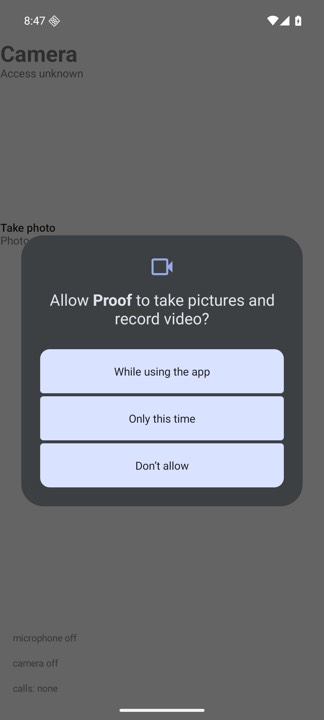 8:47
Camera
Access unknown
Take photo
Photo
Allow Proof to take pictures and
record video?
While using the app
Only this time
Don't allow
microphone off
camera off
calls: none